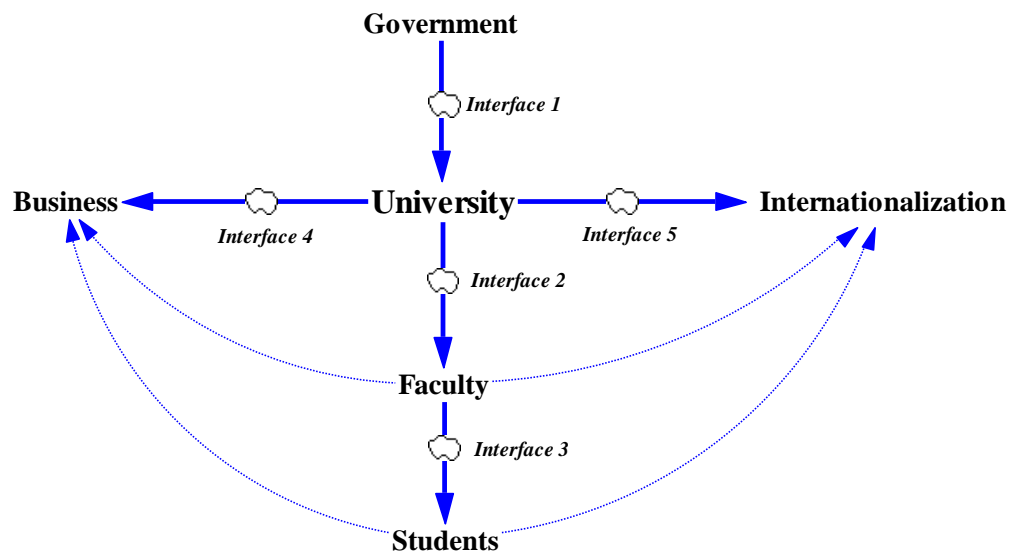 Government
Interface 1
Business
University
Internationalization
Interface 4
Interface 5
Interface 2
Faculty
Interface 3
Students